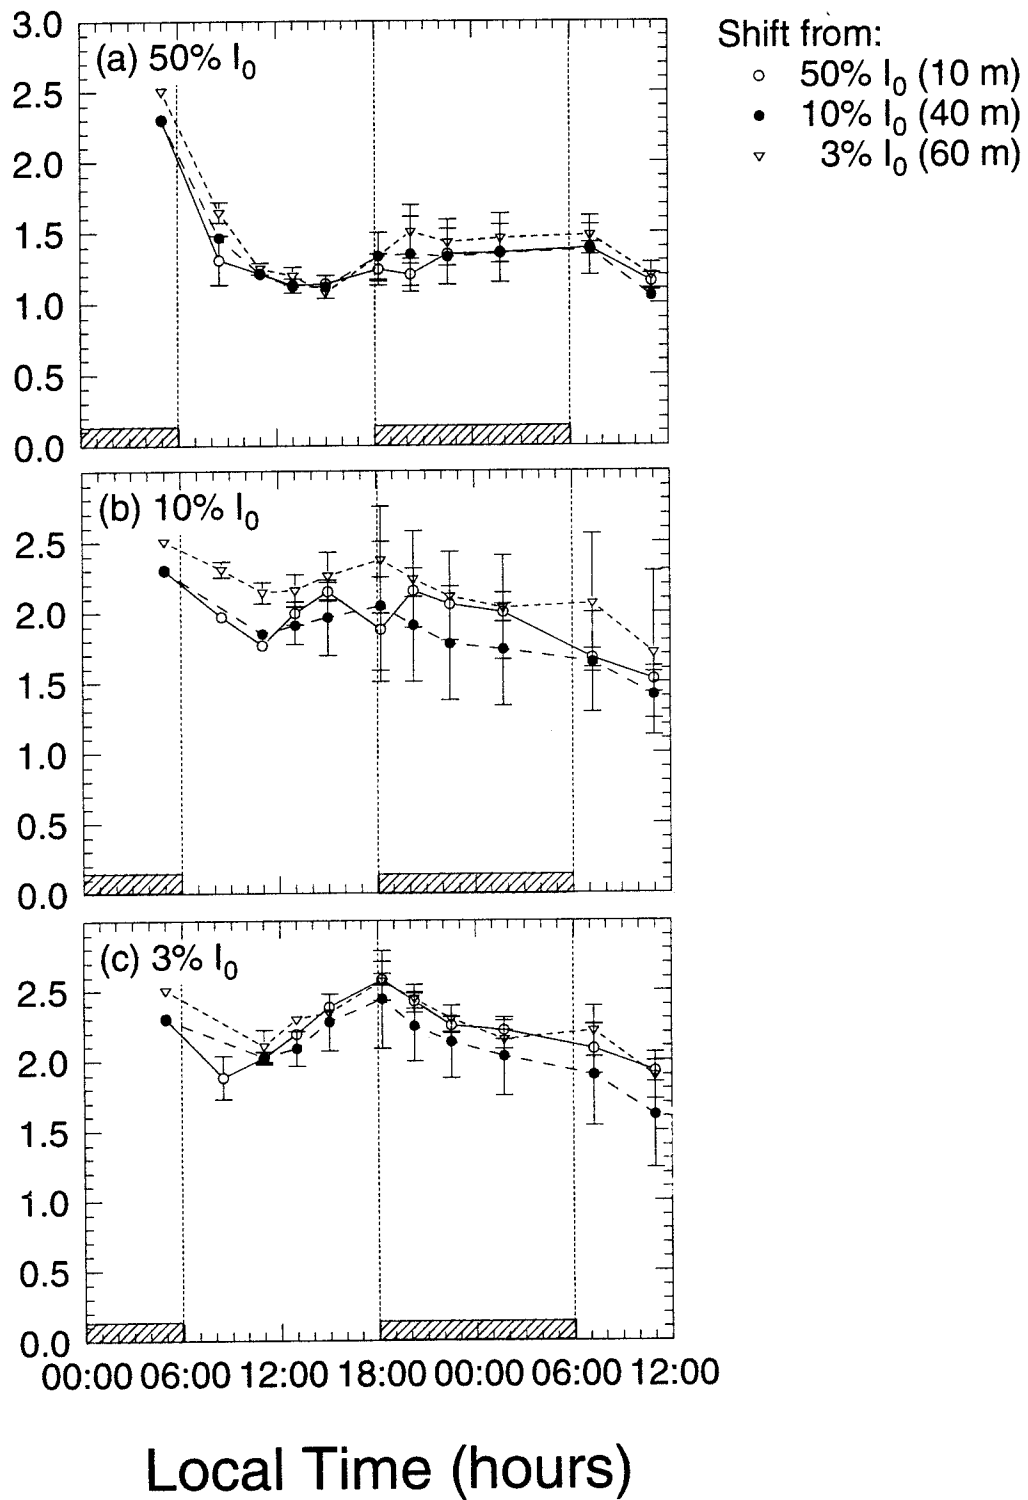 Shift from:
50% I0 (10 m)
10% I0 (40 m)
3% I0 (60 m)
(a) 50% I0
3.0
2.5
2.0
1.5
1.0
0.5
0.0
(b) 10% I0
2.5
2.0
1.5
1.0
0.5
0.0
(c) 3% I0
2.5
2.0
1.5
1.0
0.5
0.0
00:00 06:00 12:00 18:00 00:00 06:00 12:00
Local Time (hours)